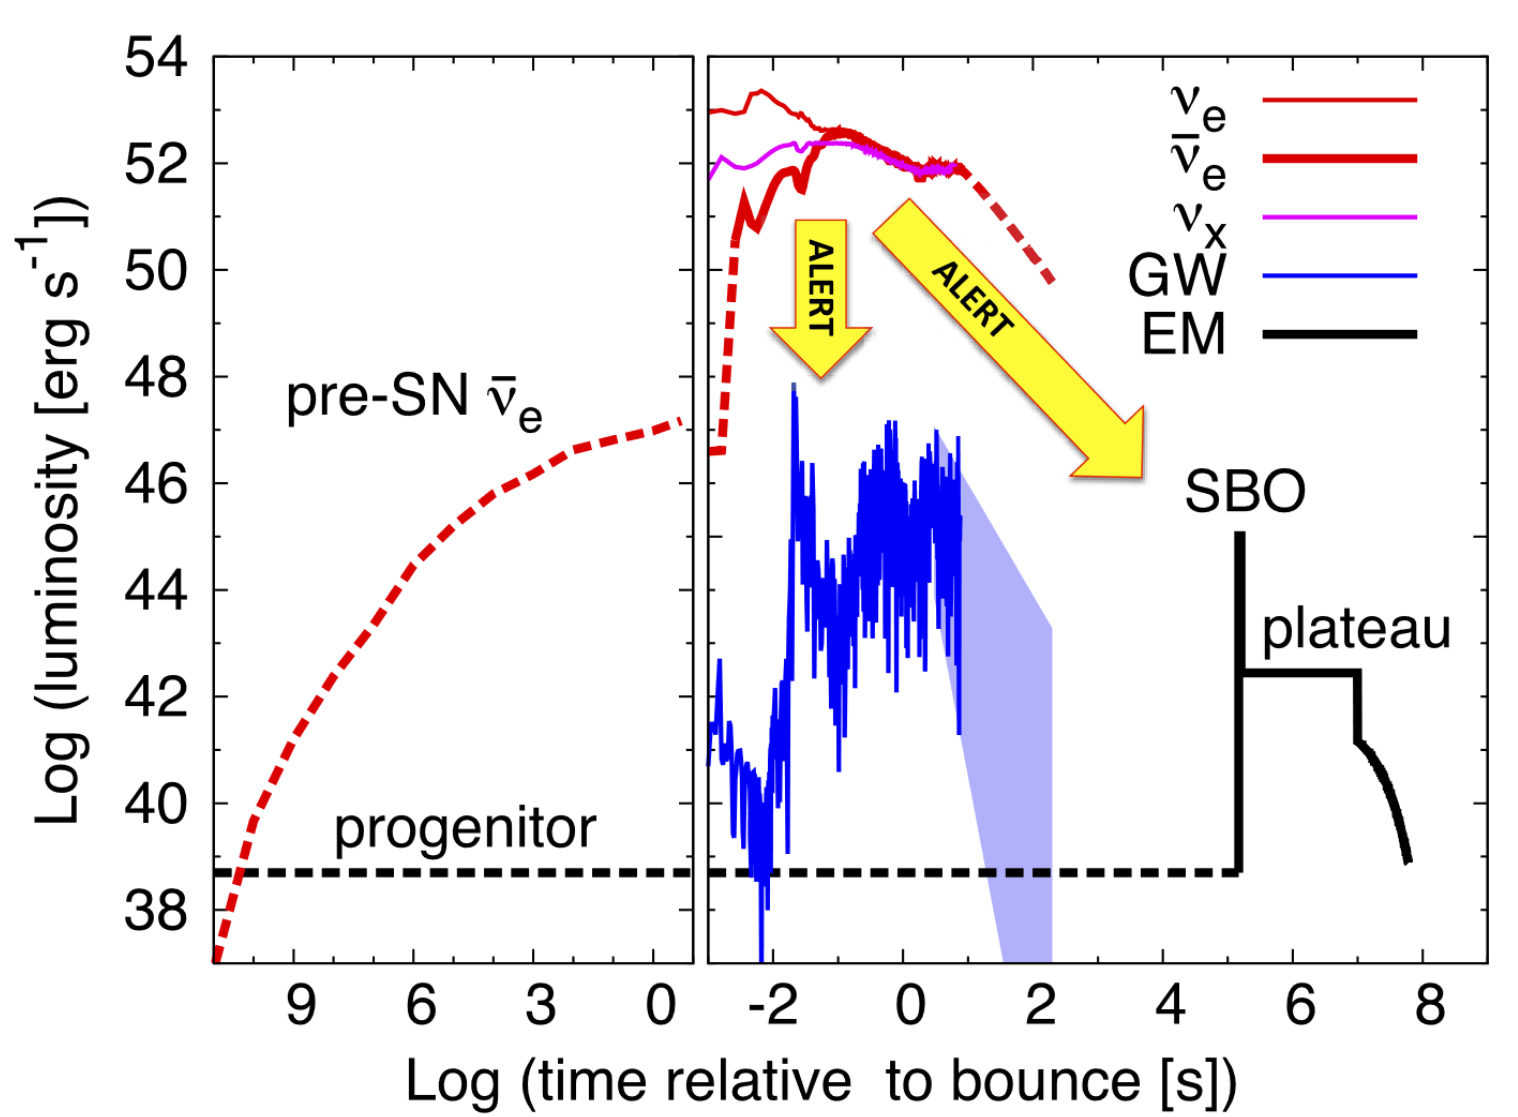 54
52
50
48
46
44
42
40
38
Log (luminosity [erg s⁻¹])
νe
ν̄e
νx
GW
EM
ALERT
ALERT
pre-SN ν̄e
SBO
plateau
progenitor
9 6 3 0 -2 0 2 4 6 8
Log (time relative to bounce [s])